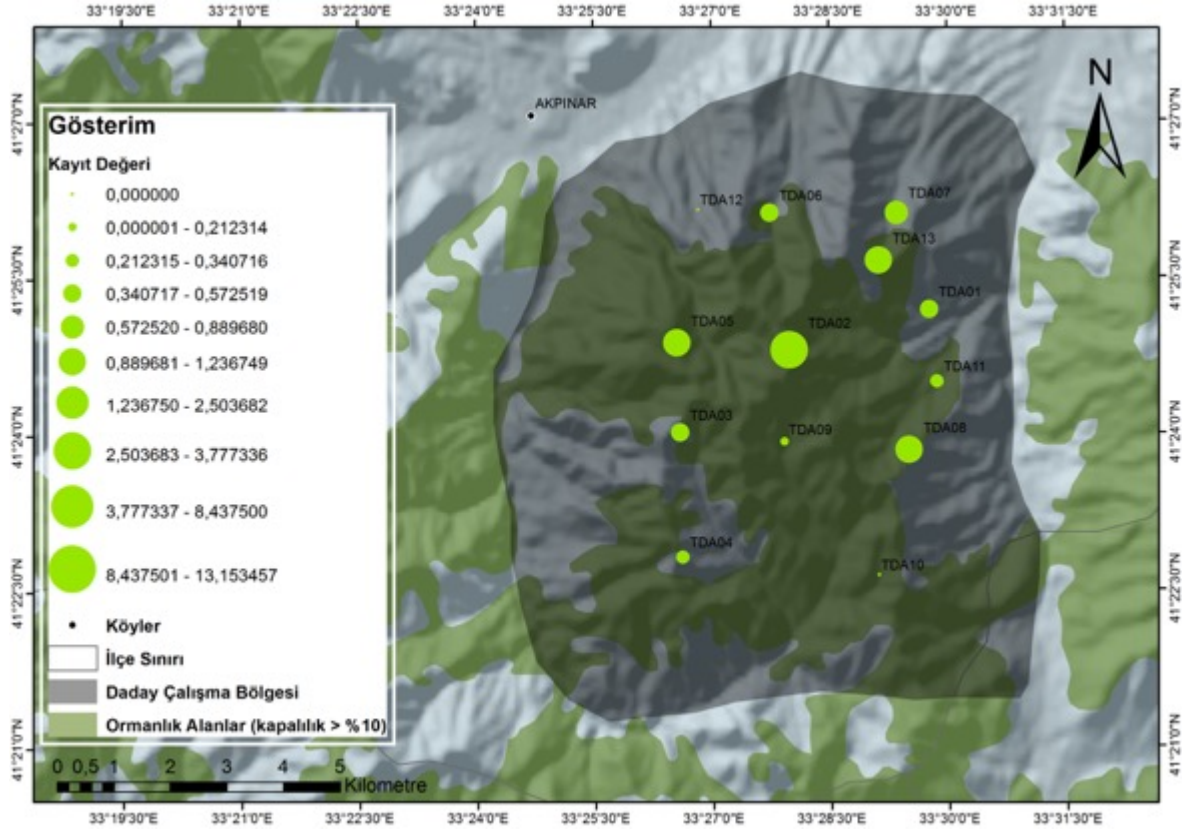 33°19'30"E 33°21'0"E 33°22'30"E 33°24'0"E 33°25'30"E 33°27'0"E 33°28'30"E 33°30'0"E 33°31'30"E
N
AKPINAR
41°27'0"N
41°27'0"N
Gösterim
Kayıt Değeri
0,000000
0,000001 - 0,212314
0,212315 - 0,340716
0,340717 - 0,572519
0,572520 - 0,889680
0,889681 - 1,236749
1,236750 - 2,503682
2,503683 - 3,777336
3,777337 - 8,437500
8,437501 - 13,153457
Köyler
İlçe Sınırı
Daday Çalışma Bölgesi
Ormanlık Alanlar (kapalılık > %10)
TDA12
TDA06
TDA07
TDA13
41°25'30"N
41°25'30"N
TDA01
TDA05
TDA02
TDA11
TDA03
TDA09
TDA08
41°24'0"N
41°24'0"N
TDA04
TDA10
41°22'30"N
41°22'30"N
41°21'0"N
41°21'0"N
0 0,5 1 2 3 4 5
Kilometre
33°19'30"E 33°21'0"E 33°22'30"E 33°24'0"E 33°25'30"E 33°27'0"E 33°28'30"E 33°30'0"E 33°31'30"E